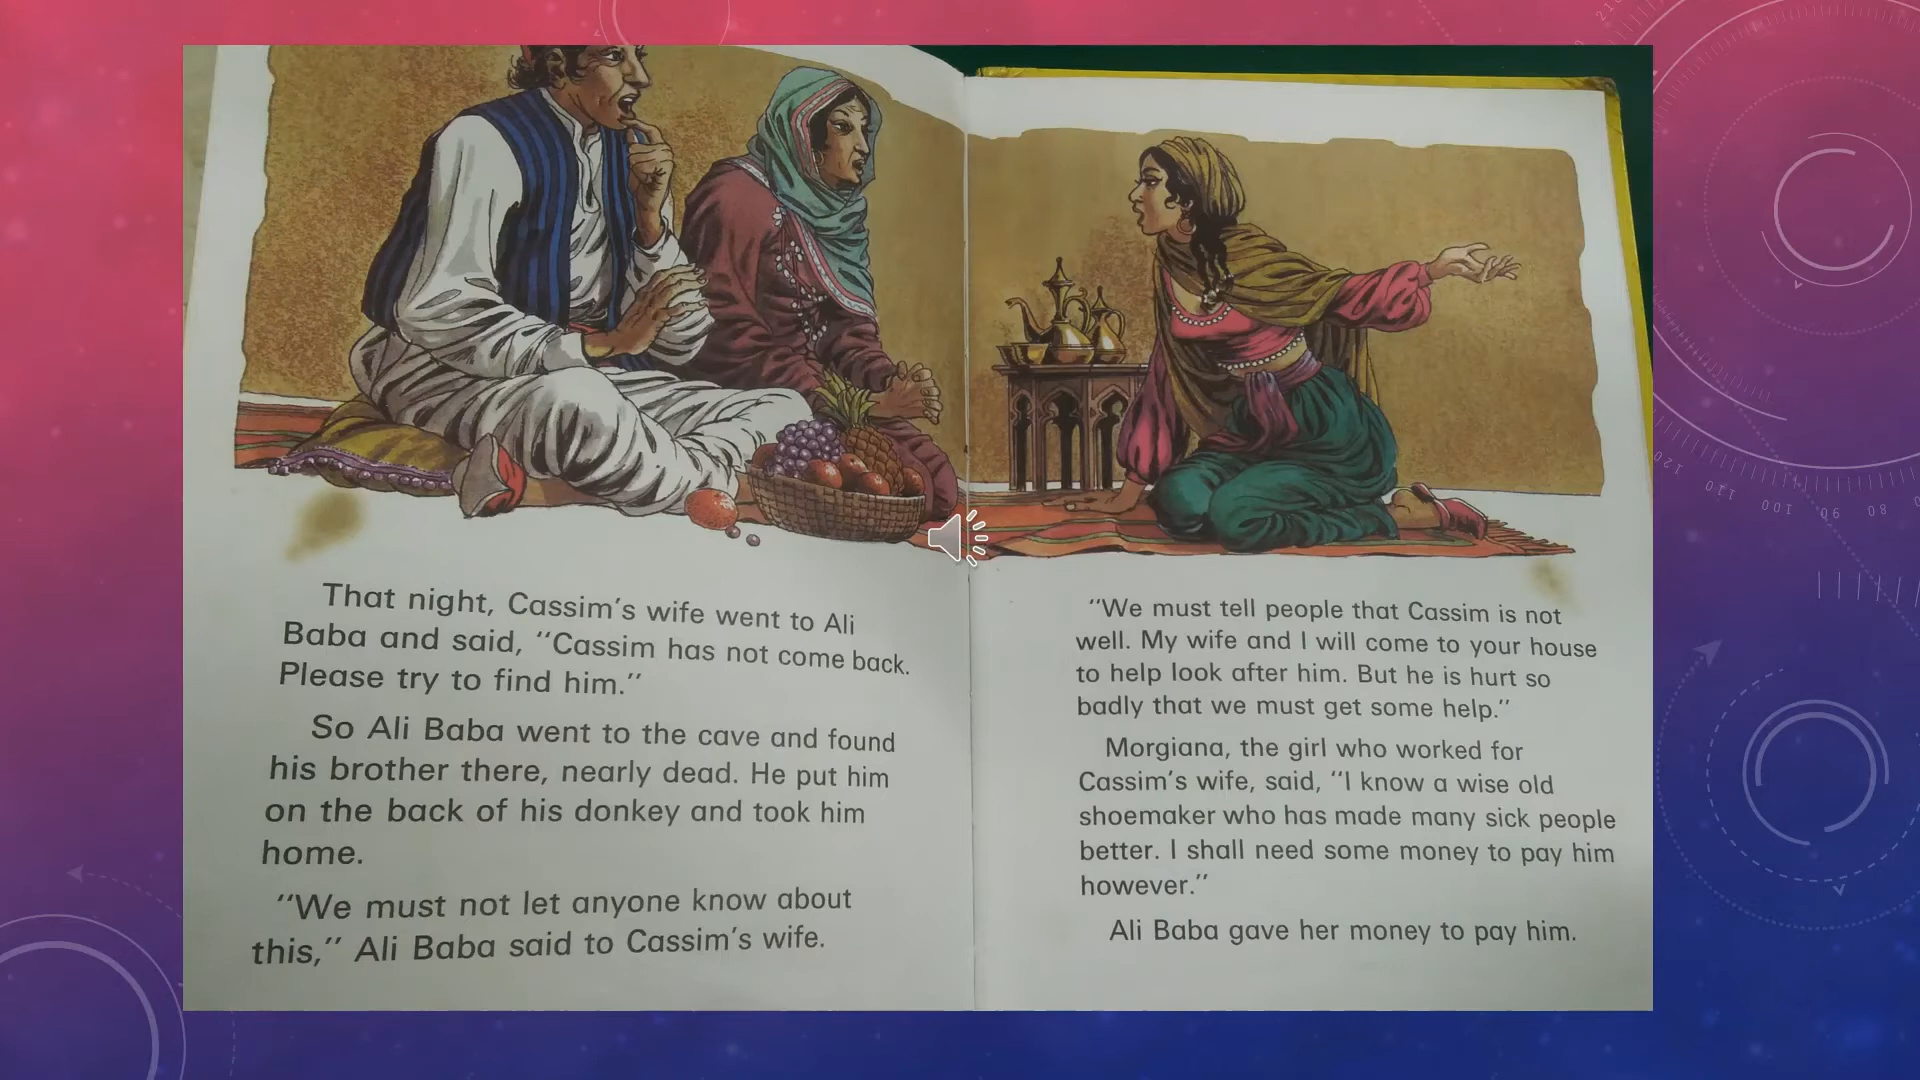 That night, Cassim's wife went to Ali
Baba and said, "Cassim has not come back.
Please try to find him."
So Ali Baba went to the cave and found
his brother there, nearly dead. He put him
on the back of his donkey and took him
home.
"We must not let anyone know about
this," Ali Baba said to Cassim's wife.
"We must tell people that Cassim is not
well. My wife and I will come to your house
to help look after him. But he is hurt so
badly that we must get some help."
Morgiana, the girl who worked for
Cassim's wife, said, "I know a wise old
shoemaker who has made many sick people
better. I shall need some money to pay him
however."
Ali Baba gave her money to pay him.
210
120
110
100
90
80